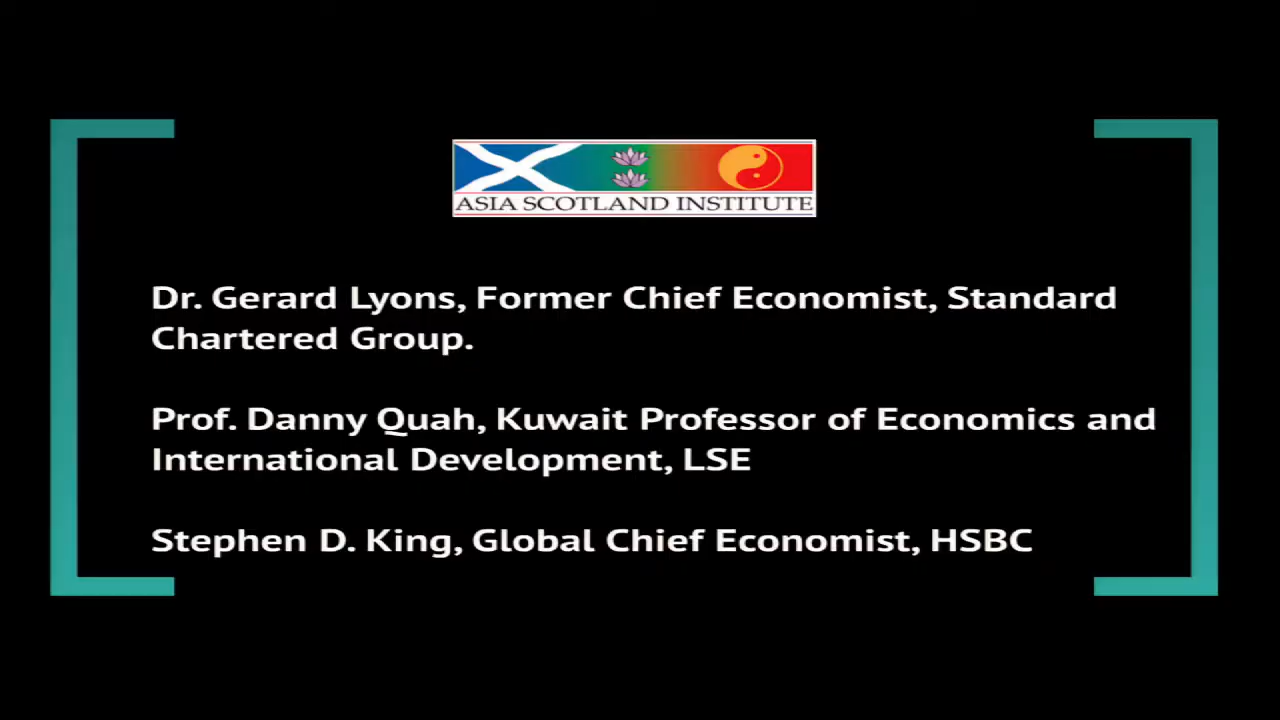 ASIA SCOTLAND INSTITUTE
Dr. Gerard Lyons, Former Chief Economist, Standard
Chartered Group.
Prof. Danny Quah, Kuwait Professor of Economics and
International Development, LSE
Stephen D. King, Global Chief Economist, HSBC